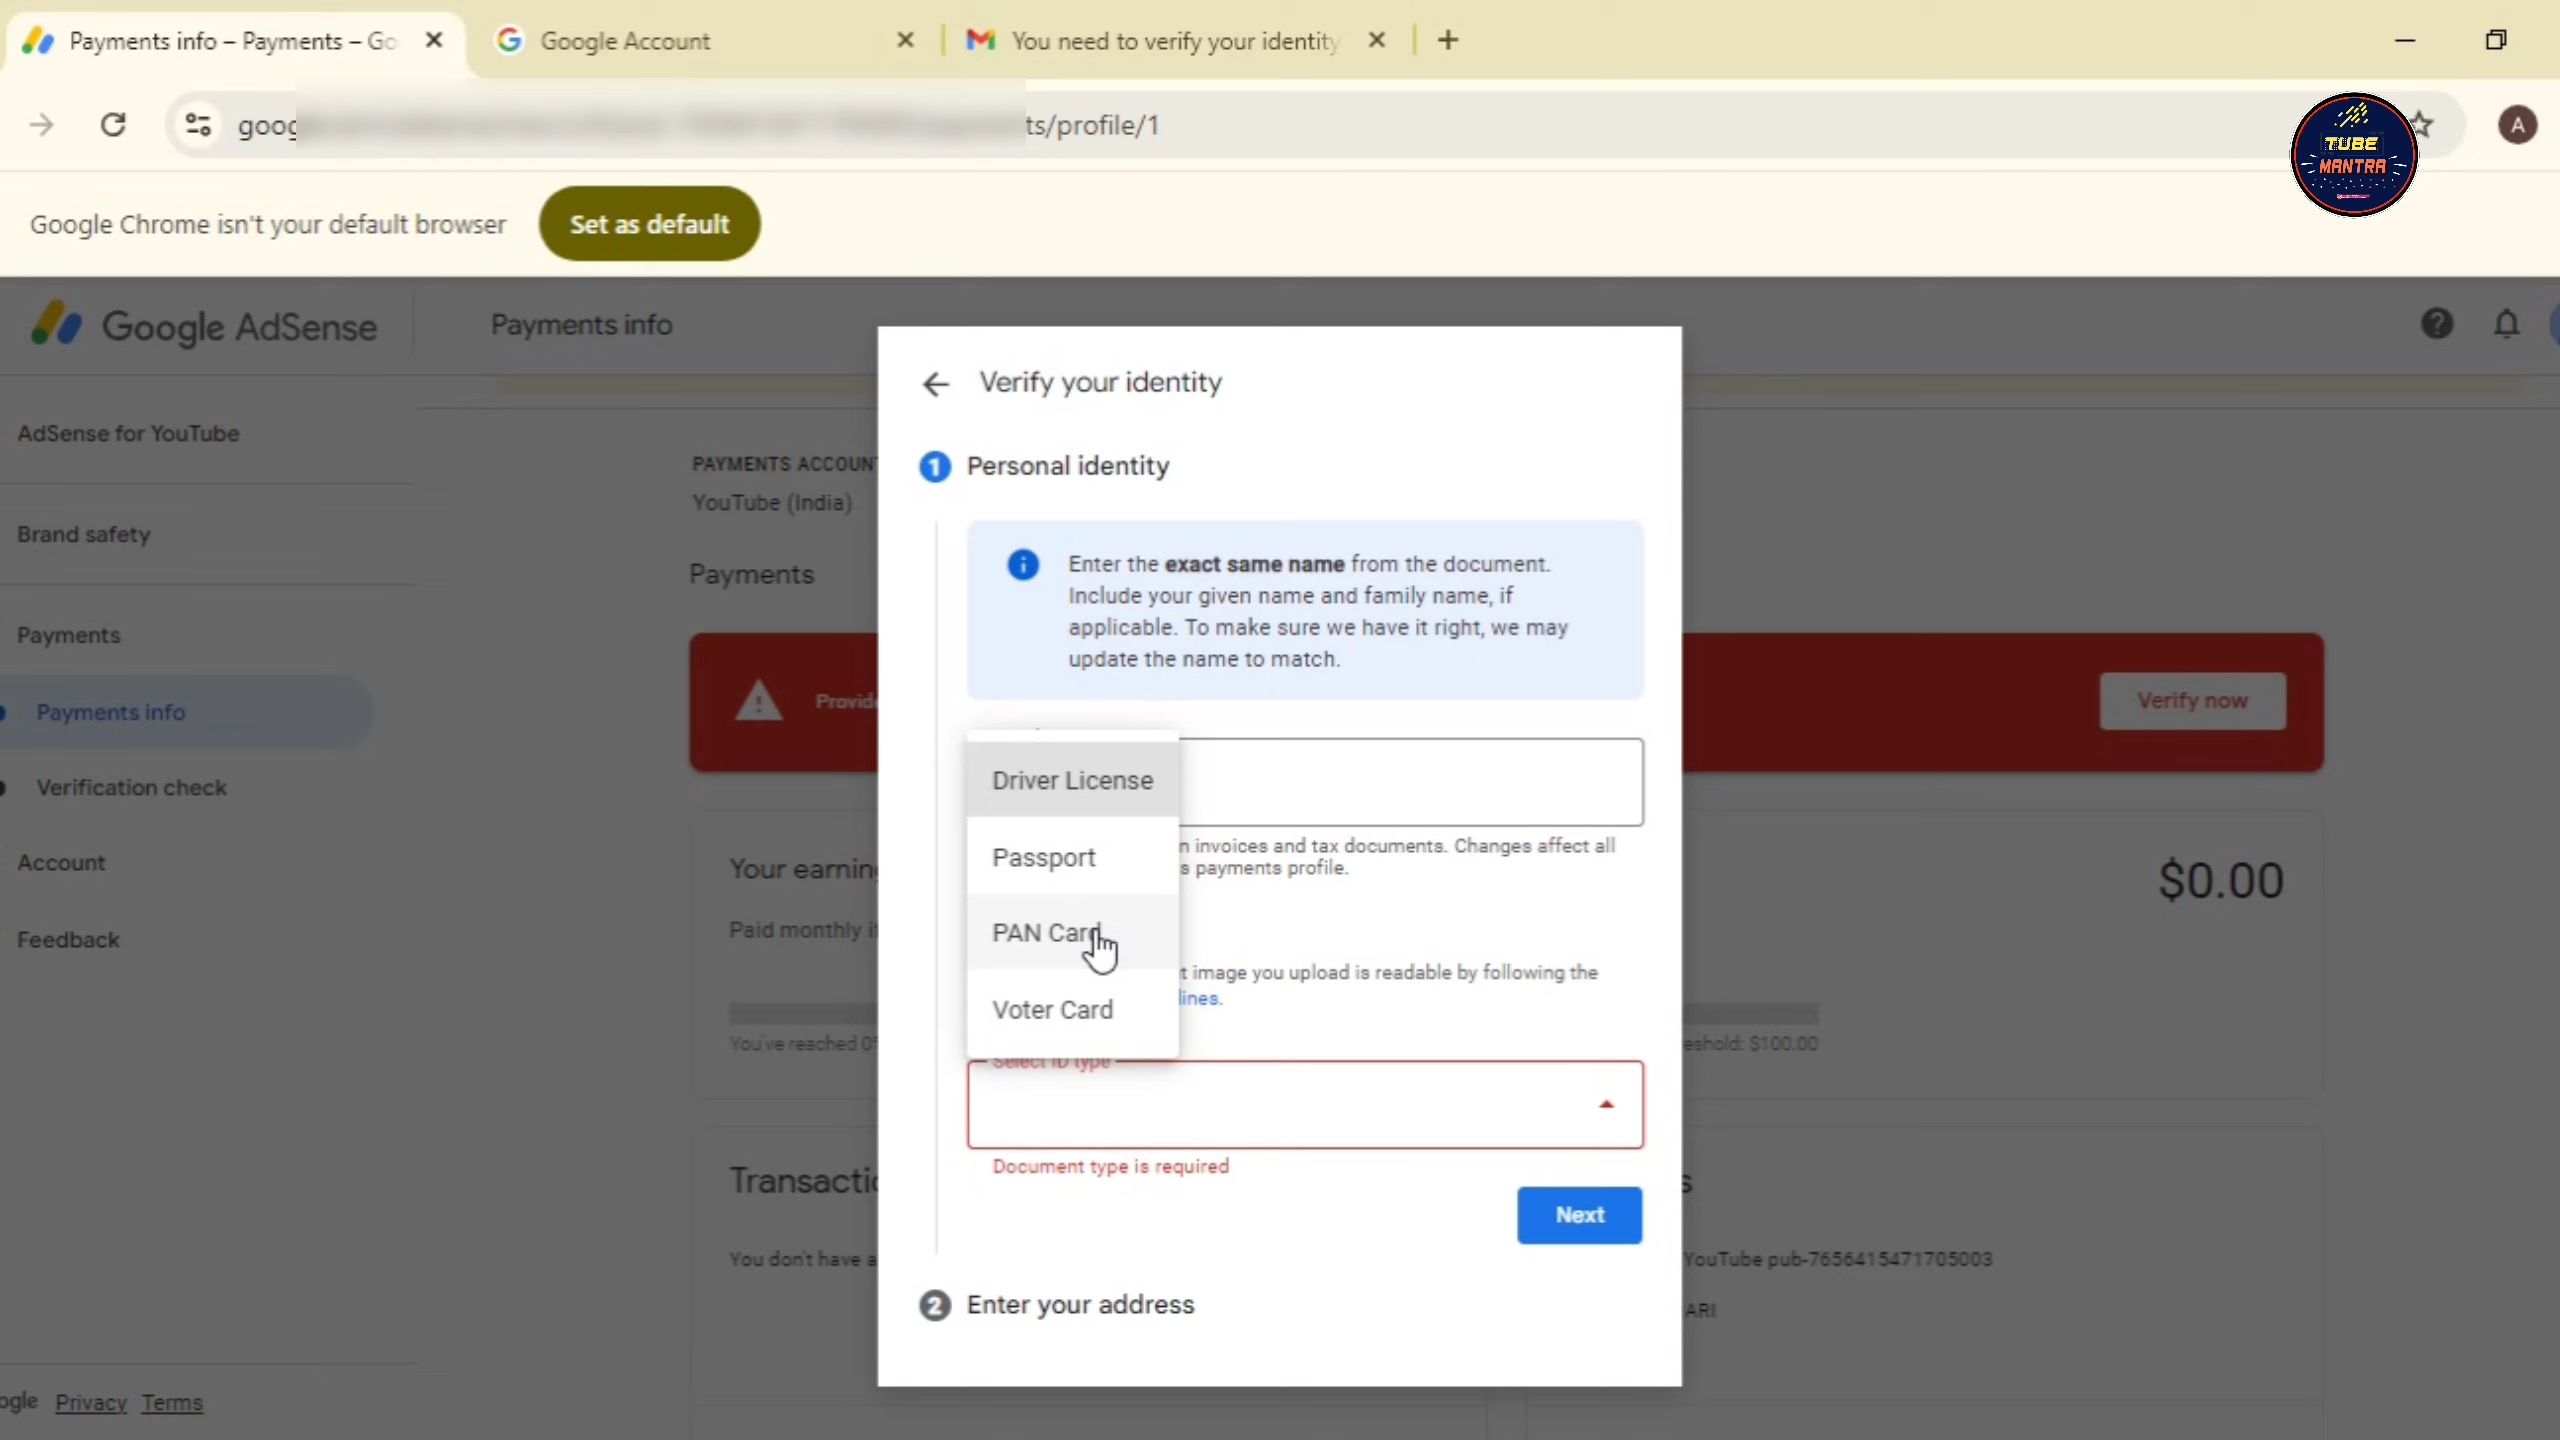 Payments info – Payments – Go
Google Account
You need to verify your identity
goog
ts/profile/1
A
TUBE
MANTRA
Google Chrome isn't your default browser
Set as default
Google AdSense
Payments info
AdSense for YouTube
Brand safety
Payments
Payments info
Verification check
Account
Feedback
ogle Privacy Terms
PAYMENTS ACCOUN
YouTube (India)
Payments
Provide
Verify now
Your earning
$0.00
Paid monthly if
You've reached 0%
eshold: $100.00
Transactio
You don't have a
s
YouTube pub-7656415471705003
ARI
Verify your identity
1 Personal identity
Enter the exact same name from the document.
Include your given name and family name, if
applicable. To make sure we have it right, we may
update the name to match.
Driver License
Passport
PAN Card
Voter Card
n invoices and tax documents. Changes affect all
s payments profile.
t image you upload is readable by following the
lines.
Select ID type
Document type is required
Next
2 Enter your address